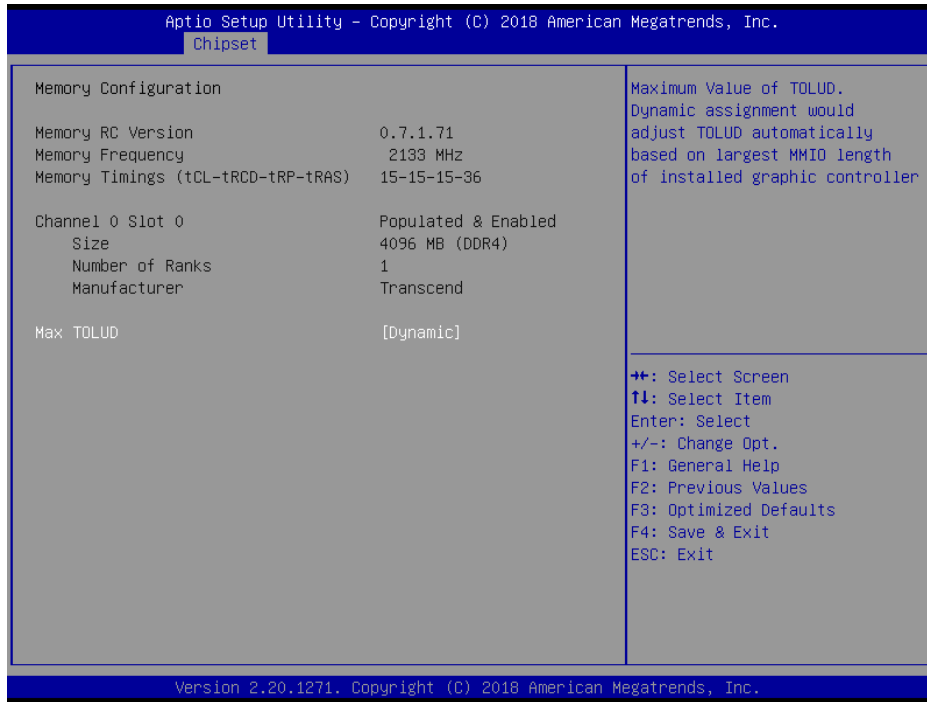 Aptio Setup Utility – Copyright (C) 2018 American Megatrends, Inc.
Chipset
Memory Configuration
Memory RC Version 0.7.1.71
Memory Frequency 2133 MHz
Memory Timings (tCL-tRCD-tRP-tRAS) 15-15-15-36
Channel 0 Slot 0 Populated & Enabled
Size 4096 MB (DDR4)
Number of Ranks 1
Manufacturer Transcend
Max TOLUD [Dynamic]
Maximum Value of TOLUD.
Dynamic assignment would
adjust TOLUD automatically
based on largest MMIO length
of installed graphic controller
→←: Select Screen
↑↓: Select Item
Enter: Select
+/-: Change Opt.
F1: General Help
F2: Previous Values
F3: Optimized Defaults
F4: Save & Exit
ESC: Exit
Version 2.20.1271. Copyright (C) 2018 American Megatrends, Inc.